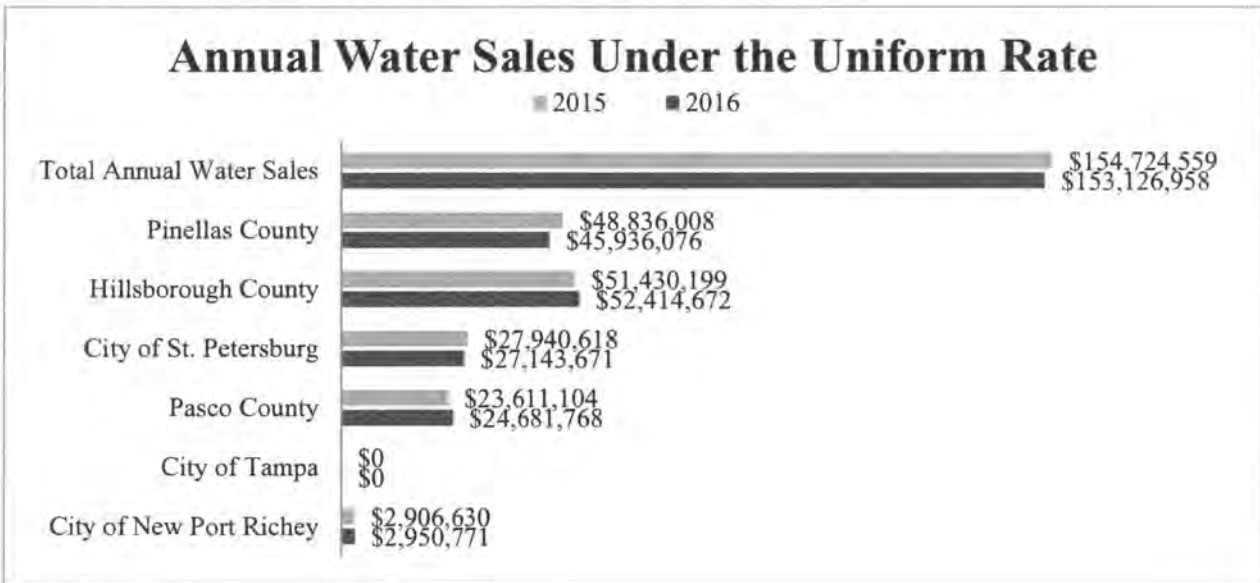 Annual Water Sales Under the Uniform Rate
2015 2016
Total Annual Water Sales
$154,724,559
$153,126,958
Pinellas County
$48,836,008
$45,936,076
Hillsborough County
$51,430,199
$52,414,672
City of St. Petersburg
$27,940,618
$27,143,671
Pasco County
$23,611,104
$24,681,768
City of Tampa
$0
$0
City of New Port Richey
$2,906,630
$2,950,771